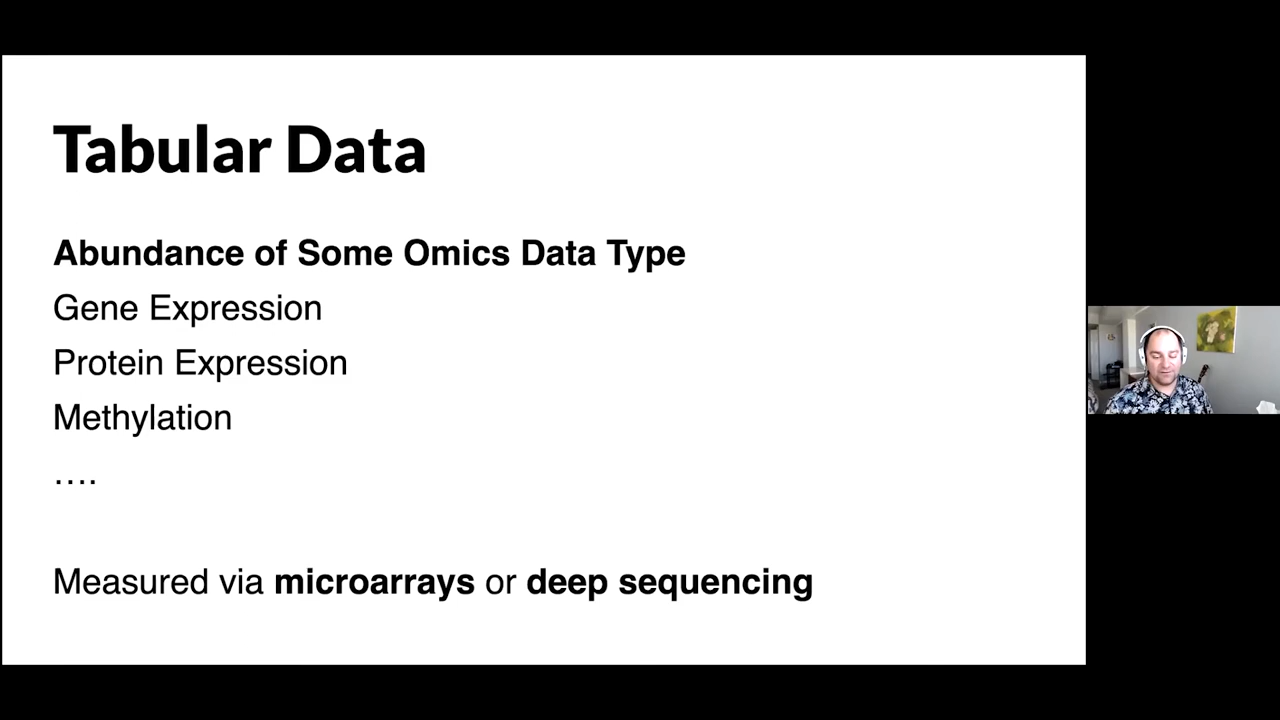 Tabular Data
Abundance of Some Omics Data Type
Gene Expression
Protein Expression
Methylation
….
Measured via microarrays or deep sequencing